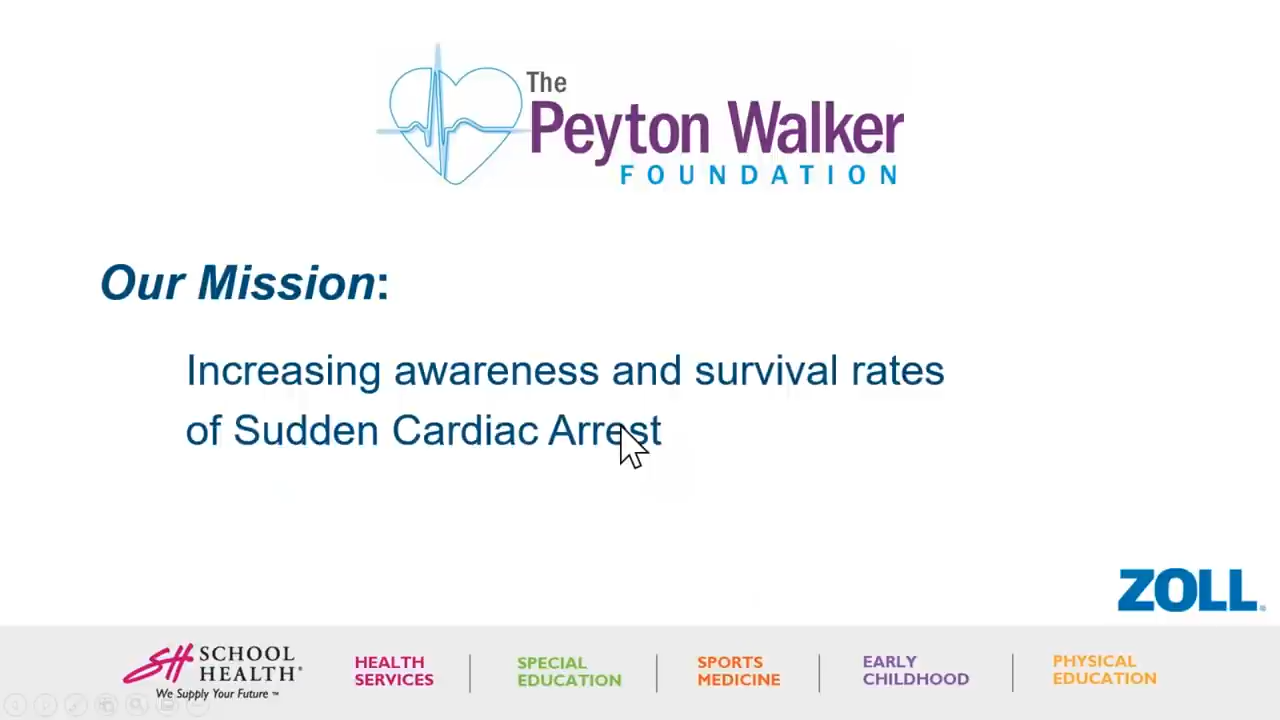 The
Peyton Walker
FOUNDATION
Our Mission:
Increasing awareness and survival rates
of Sudden Cardiac Arrest
ZOLL®
SCHOOL
HEALTH®
We Supply Your Future™
HEALTH
SERVICES
SPECIAL
EDUCATION
SPORTS
MEDICINE
EARLY
CHILDHOOD
PHYSICAL
EDUCATION